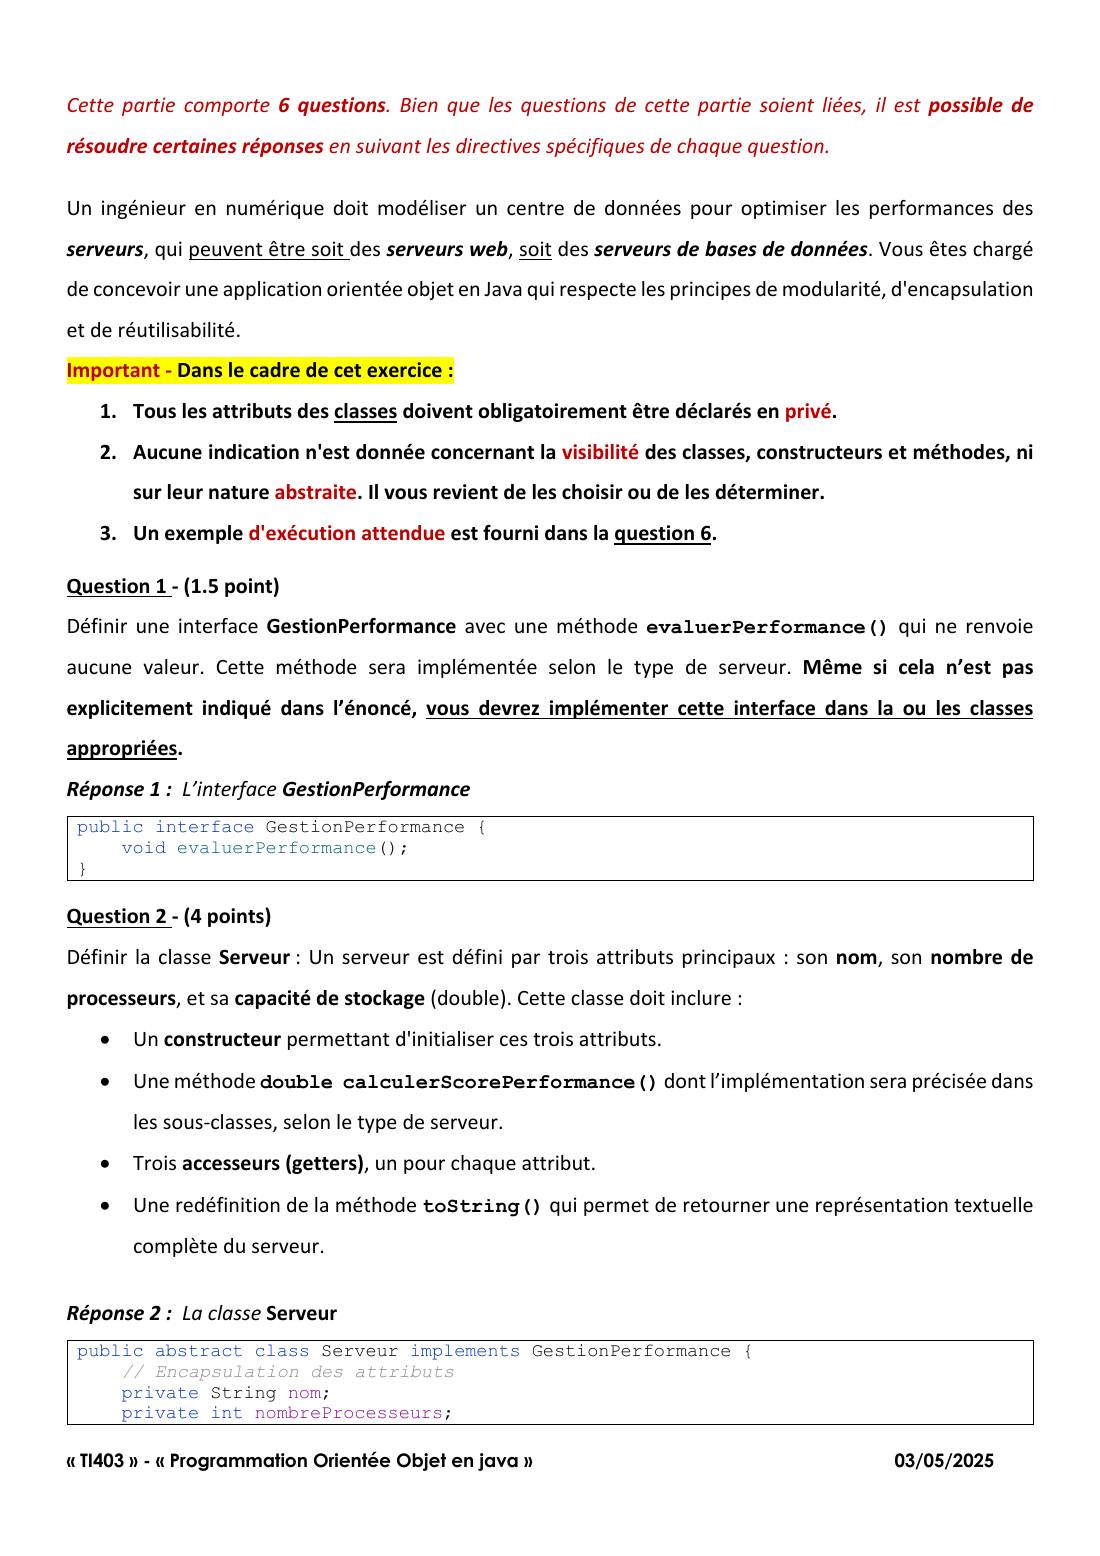 Cette partie comporte 6 questions. Bien que les questions de cette partie soient liées, il est possible de
résoudre certaines réponses en suivant les directives spécifiques de chaque question.
Un ingénieur en numérique doit modéliser un centre de données pour optimiser les performances des
serveurs, qui peuvent être soit des serveurs web, soit des serveurs de bases de données. Vous êtes chargé
de concevoir une application orientée objet en Java qui respecte les principes de modularité, d'encapsulation
et de réutilisabilité.
Important - Dans le cadre de cet exercice :
1. Tous les attributs des classes doivent obligatoirement être déclarés en privé.
2. Aucune indication n'est donnée concernant la visibilité des classes, constructeurs et méthodes, ni
sur leur nature abstraite. Il vous revient de les choisir ou de les déterminer.
3. Un exemple d'exécution attendue est fourni dans la question 6.
Question 1 - (1.5 point)
Définir une interface GestionPerformance avec une méthode evaluerPerformance() qui ne renvoie
aucune valeur. Cette méthode sera implémentée selon le type de serveur. Même si cela n’est pas
explicitement indiqué dans l’énoncé, vous devrez implémenter cette interface dans la ou les classes
appropriées.
Réponse 1 : L’interface GestionPerformance
public interface GestionPerformance {
    void evaluerPerformance();
}
Question 2 - (4 points)
Définir la classe Serveur : Un serveur est défini par trois attributs principaux : son nom, son nombre de
processeurs, et sa capacité de stockage (double). Cette classe doit inclure :
• Un constructeur permettant d'initialiser ces trois attributs.
• Une méthode double calculerScorePerformance() dont l’implémentation sera précisée dans
les sous-classes, selon le type de serveur.
• Trois accesseurs (getters), un pour chaque attribut.
• Une redéfinition de la méthode toString() qui permet de retourner une représentation textuelle
complète du serveur.
Réponse 2 : La classe Serveur
public abstract class Serveur implements GestionPerformance {
    // Encapsulation des attributs
    private String nom;
    private int nombreProcesseurs;
« TI403 » - « Programmation Orientée Objet en java » 03/05/2025